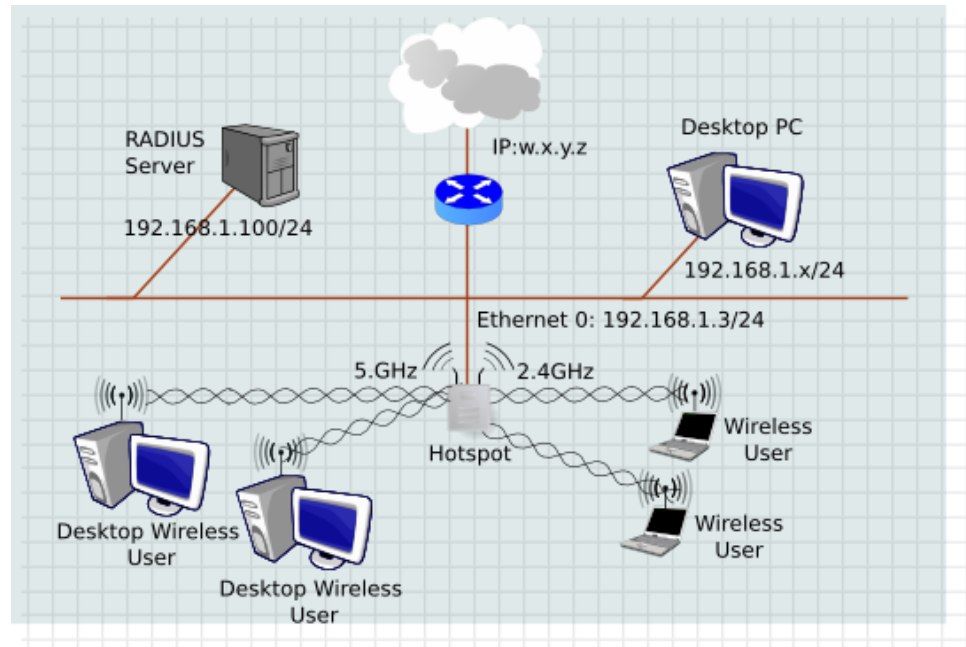 RADIUS
Server
192.168.1.100/24
IP:w.x.y.z
Desktop PC
192.168.1.x/24
Ethernet 0: 192.168.1.3/24
5.GHz
2.4GHz
Hotspot
Wireless
User
Wireless
User
Desktop Wireless
User
Desktop Wireless
User